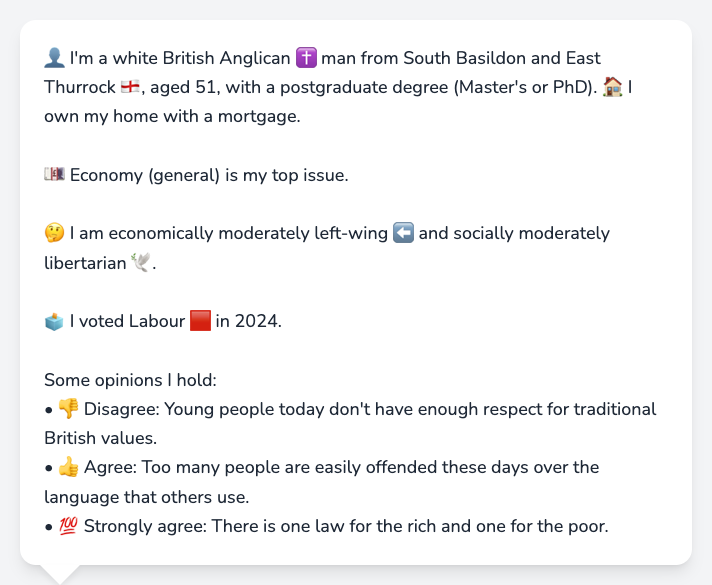 👤 I'm a white British Anglican ✝️ man from South Basildon and East
Thurrock 🏴󠁧󠁢󠁥󠁮󠁧󠁿, aged 51, with a postgraduate degree (Master's or PhD). 🏠 I
own my home with a mortgage.
💷 Economy (general) is my top issue.
🤔 I am economically moderately left-wing ⬅️ and socially moderately
libertarian 🕊️.
🗳️ I voted Labour 🟥 in 2024.
Some opinions I hold:
• 👎 Disagree: Young people today don't have enough respect for traditional
British values.
• 👍 Agree: Too many people are easily offended these days over the
language that others use.
• 💯 Strongly agree: There is one law for the rich and one for the poor.